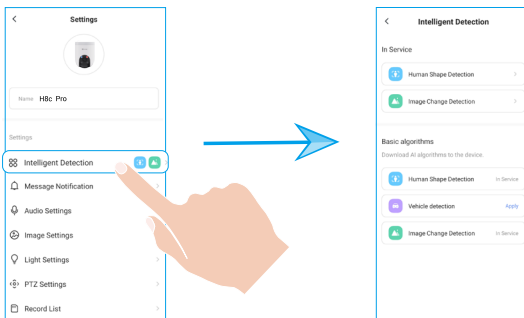 Settings
Name H8c Pro
Settings
Intelligent Detection
Message Notification
Audio Settings
Image Settings
Light Settings
PTZ Settings
Record List
Intelligent Detection
In Service
Human Shape Detection
Image Change Detection
Basic algorithms
Download AI algorithms to the device.
Human Shape Detection In Service
Vehicle detection Apply
Image Change Detection In Service